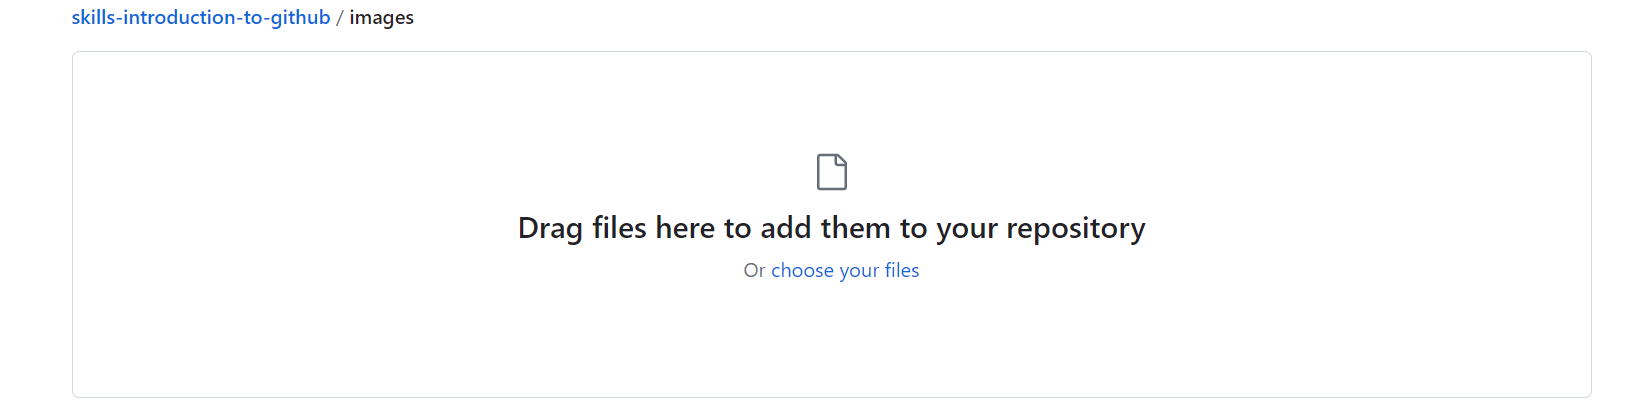 skills-introduction-to-github / images
Drag files here to add them to your repository
Or choose your files